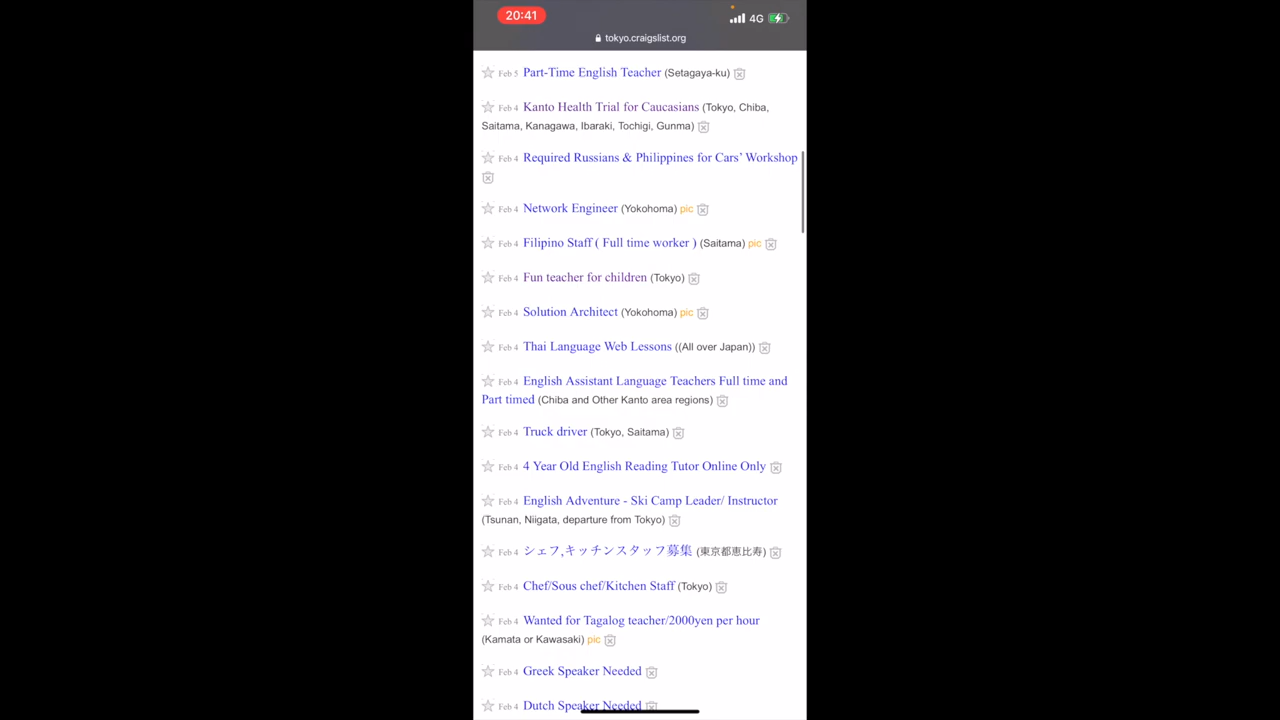 20:41
4G
tokyo.craigslist.org
Feb 5 Part-Time English Teacher (Setagaya-ku)
Feb 4 Kanto Health Trial for Caucasians (Tokyo, Chiba,
Saitama, Kanagawa, Ibaraki, Tochigi, Gunma)
Feb 4 Required Russians & Philippines for Cars’ Workshop
Feb 4 Network Engineer (Yokohoma) pic
Feb 4 Filipino Staff ( Full time worker ) (Saitama) pic
Feb 4 Fun teacher for children (Tokyo)
Feb 4 Solution Architect (Yokohoma) pic
Feb 4 Thai Language Web Lessons ((All over Japan))
Feb 4 English Assistant Language Teachers Full time and
Part timed (Chiba and Other Kanto area regions)
Feb 4 Truck driver (Tokyo, Saitama)
Feb 4 4 Year Old English Reading Tutor Online Only
Feb 4 English Adventure - Ski Camp Leader/ Instructor
(Tsunan, Niigata, departure from Tokyo)
Feb 4 シェフ,キッチンスタッフ募集 (東京都恵比寿)
Feb 4 Chef/Sous chef/Kitchen Staff (Tokyo)
Feb 4 Wanted for Tagalog teacher/2000yen per hour
(Kamata or Kawasaki) pic
Feb 4 Greek Speaker Needed
Feb 4 Dutch Speaker Needed